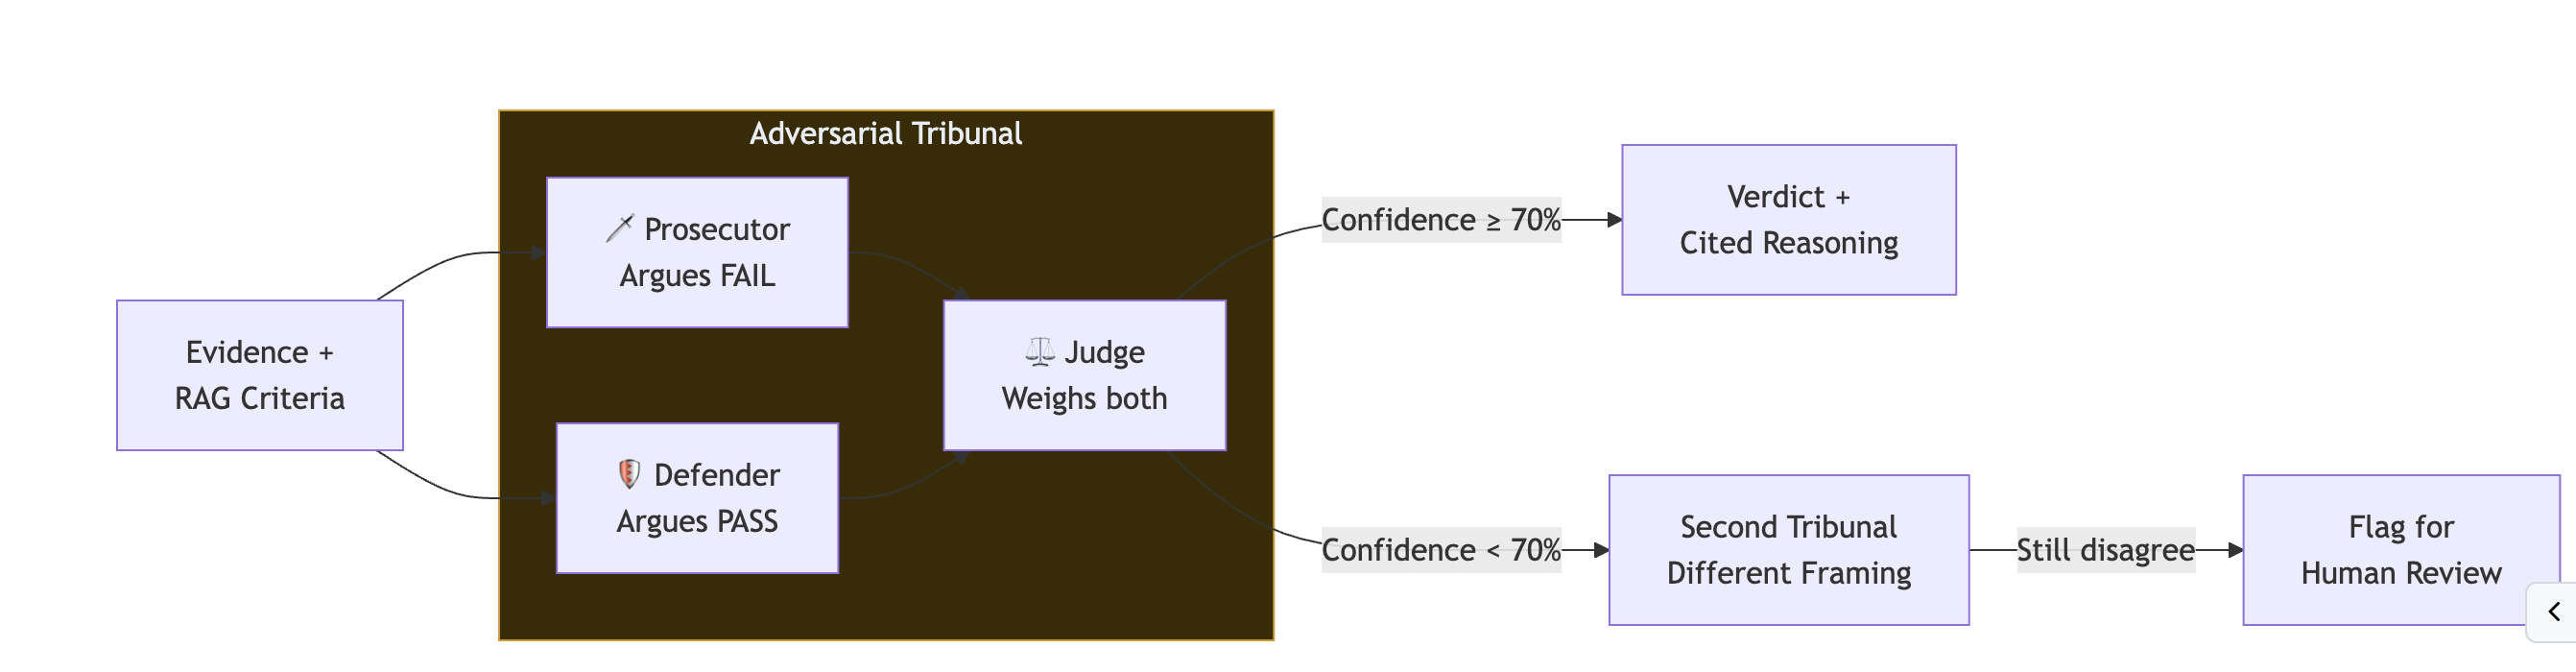 Adversarial Tribunal
Evidence +
RAG Criteria
🗡️ Prosecutor
Argues FAIL
🛡️ Defender
Argues PASS
⚖️ Judge
Weighs both
Confidence ≥ 70%
Verdict +
Cited Reasoning
Confidence < 70%
Second Tribunal
Different Framing
Still disagree
Flag for
Human Review